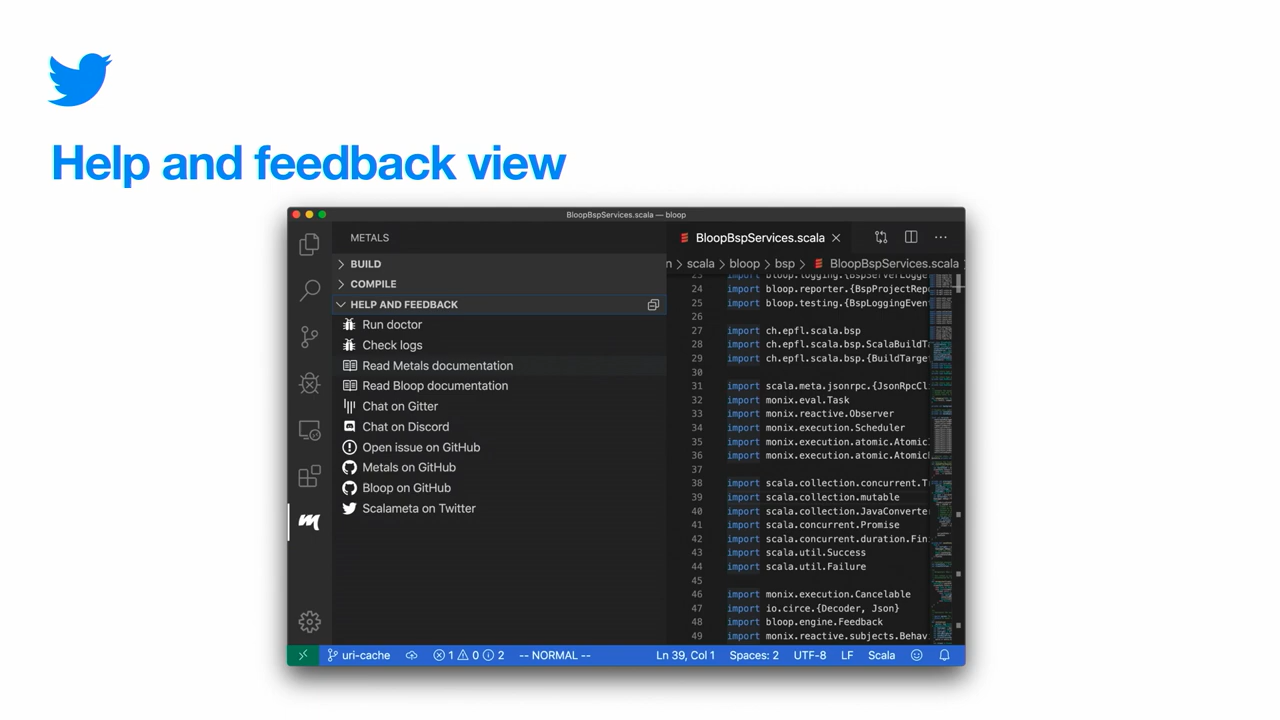 Help and feedback view
BloopBspServices.scala — bloop
METALS
BUILD
COMPILE
HELP AND FEEDBACK
Run doctor
Check logs
Read Metals documentation
Read Bloop documentation
Chat on Gitter
Chat on Discord
Open issue on GitHub
Metals on GitHub
Bloop on GitHub
Scalameta on Twitter
BloopBspServices.scala
n > scala > bloop > bsp > BloopBspServices.scala
23 import bloop.logging.{BspServerLogge
24 import bloop.reporter.{BspProjectRep
25 import bloop.testing.{BspLoggingEven
26
27 import ch.epfl.scala.bsp
28 import ch.epfl.scala.bsp.ScalaBuildT
29 import ch.epfl.scala.bsp.{BuildTarge
30
31 import scala.meta.jsonrpc.{JsonRpcCl
32 import monix.eval.Task
33 import monix.reactive.Observer
34 import monix.execution.Scheduler
35 import monix.execution.atomic.Atomic
36 import monix.execution.atomic.Atomic
37
38 import scala.collection.concurrent.T
39 import scala.collection.mutable
40 import scala.collection.JavaConverte
41 import scala.concurrent.Promise
42 import scala.concurrent.duration.Fin
43 import scala.util.Success
44 import scala.util.Failure
45
46 import monix.execution.Cancelable
47 import io.circe.{Decoder, Json}
48 import bloop.engine.Feedback
49 import monix.reactive.subjects.Behav
uri-cache 1 0 2 -- NORMAL -- Ln 39, Col 1 Spaces: 2 UTF-8 LF Scala